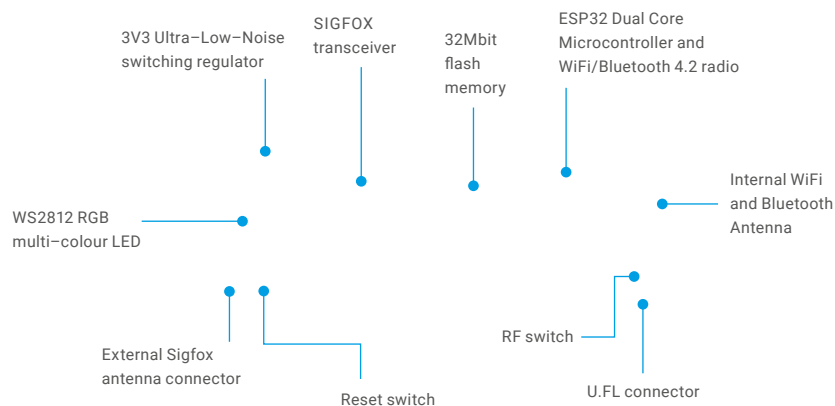 3V3 Ultra–Low–Noise
switching regulator
SIGFOX
transceiver
32Mbit
flash
memory
ESP32 Dual Core
Microcontroller and
WiFi/Bluetooth 4.2 radio
WS2812 RGB
multi–colour LED
Internal WiFi
and Bluetooth
Antenna
External Sigfox
antenna connector
Reset switch
RF switch
U.FL connector